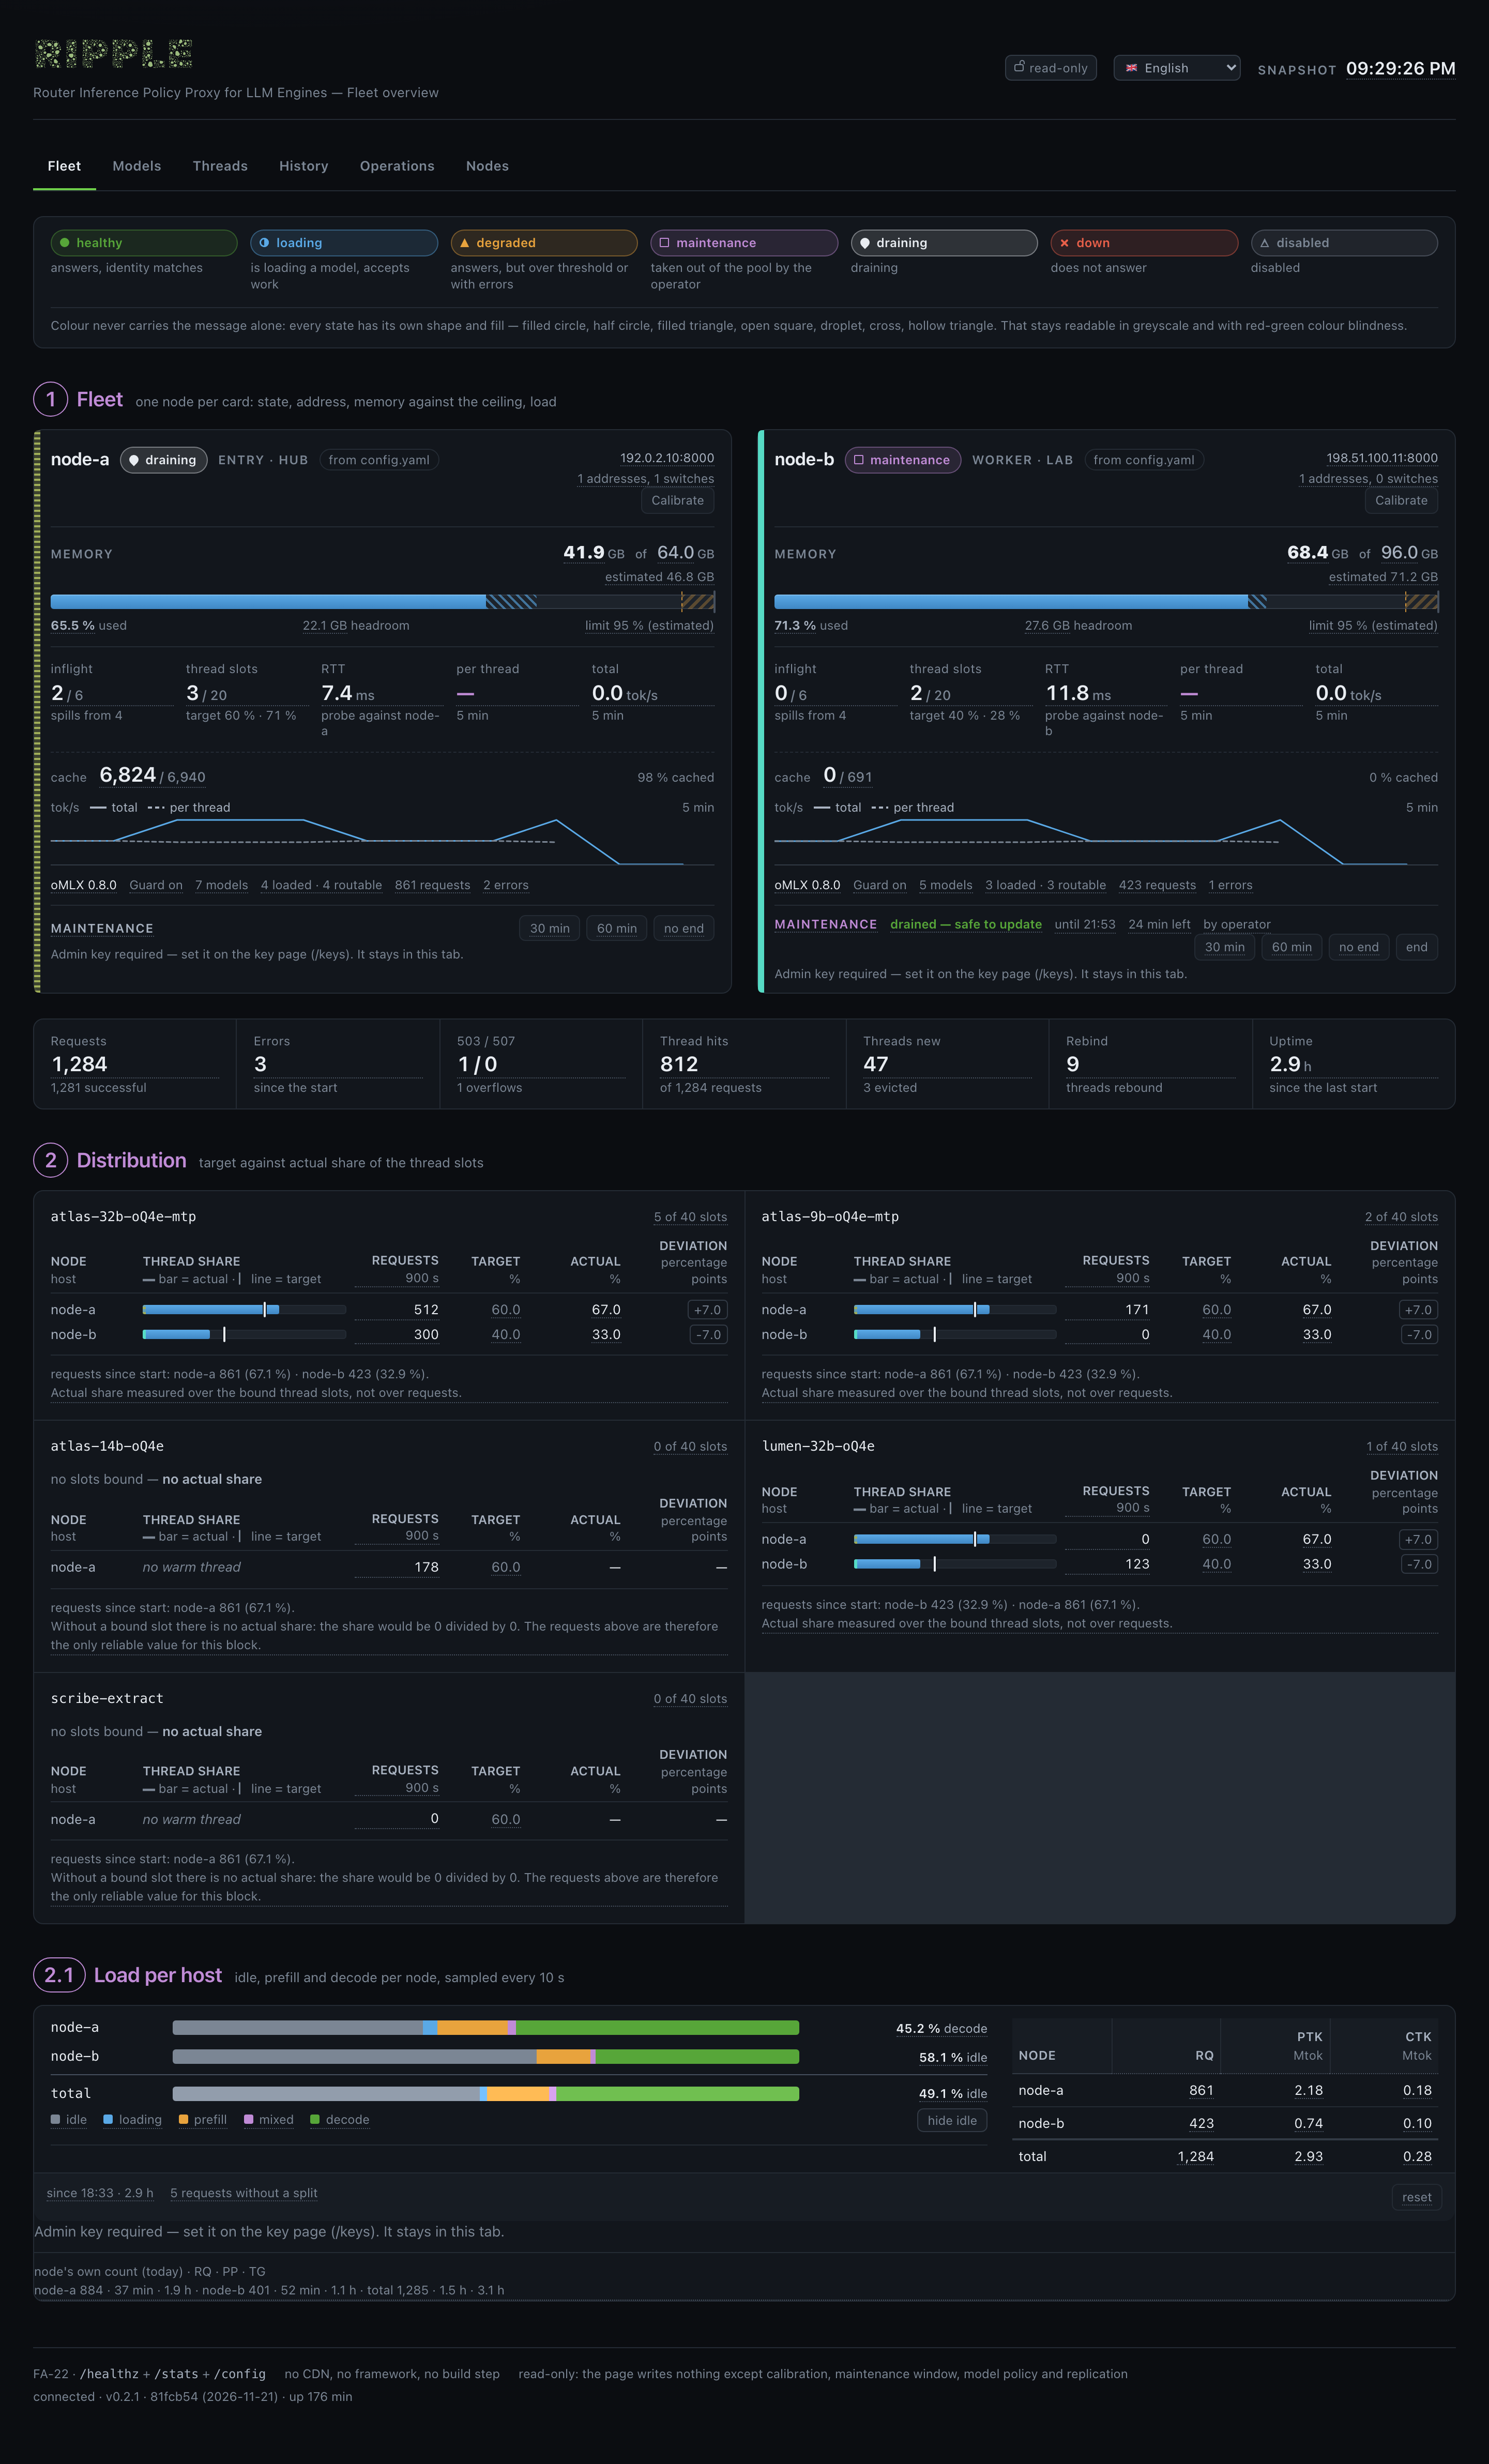 RIPPLE
Router Inference Policy Proxy for LLM Engines — Fleet overview
read-only
English
SNAPSHOT 09:29:26 PM
Fleet Models Threads History Operations Nodes
healthy
answers, identity matches
loading
is loading a model, accepts
work
degraded
answers, but over threshold or
with errors
maintenance
taken out of the pool by the
operator
draining
draining
down
does not answer
disabled
disabled
Colour never carries the message alone: every state has its own shape and fill — filled circle, half circle, filled triangle, open square, droplet, cross, hollow triangle. That stays readable in greyscale and with red-green colour blindness.
1 Fleet one node per card: state, address, memory against the ceiling, load
node-a draining ENTRY · HUB from config.yaml 192.0.2.10:8000
1 addresses, 1 switches
Calibrate
MEMORY 41.9 GB of 64.0 GB
estimated 46.8 GB
65.5 % used 22.1 GB headroom limit 95 % (estimated)
inflight thread slots RTT per thread total
2 / 6 3 / 20 7.4 ms — 0.0 tok/s
spills from 4 target 60 % · 71 % probe against node- 5 min 5 min
a
cache 6,824 / 6,940 98 % cached
tok/s total per thread 5 min
oMLX 0.8.0 Guard on 7 models 4 loaded · 4 routable 861 requests 2 errors
MAINTENANCE 30 min 60 min no end
Admin key required — set it on the key page (/keys). It stays in this tab.
node-b maintenance WORKER · LAB from config.yaml 198.51.100.11:8000
1 addresses, 0 switches
Calibrate
MEMORY 68.4 GB of 96.0 GB
estimated 71.2 GB
71.3 % used 27.6 GB headroom limit 95 % (estimated)
inflight thread slots RTT per thread total
0 / 6 2 / 20 11.8 ms — 0.0 tok/s
spills from 4 target 40 % · 28 % probe against node- 5 min 5 min
b
cache 0 / 691 0 % cached
tok/s total per thread 5 min
oMLX 0.8.0 Guard on 5 models 3 loaded · 3 routable 423 requests 1 errors
MAINTENANCE drained — safe to update until 21:53 24 min left by operator
30 min 60 min no end end
Admin key required — set it on the key page (/keys). It stays in this tab.
Requests Errors 503 / 507 Thread hits Threads new Rebind Uptime
1,284 3 1 / 0 812 47 9 2.9 h
1,281 successful since the start 1 overflows of 1,284 requests 3 evicted threads rebound since the last start
2 Distribution target against actual share of the thread slots
atlas-32b-oQ4e-mtp 5 of 40 slots
NODE THREAD SHARE REQUESTS TARGET ACTUAL DEVIATION
host bar = actual · line = target 900 s % % percentage points
node-a 512 60.0 67.0 +7.0
node-b 300 40.0 33.0 -7.0
requests since start: node-a 861 (67.1 %) · node-b 423 (32.9 %).
Actual share measured over the bound thread slots, not over requests.
atlas-9b-oQ4e-mtp 2 of 40 slots
NODE THREAD SHARE REQUESTS TARGET ACTUAL DEVIATION
host bar = actual · line = target 900 s % % percentage points
node-a 171 60.0 67.0 +7.0
node-b 0 40.0 33.0 -7.0
requests since start: node-a 861 (67.1 %) · node-b 423 (32.9 %).
Actual share measured over the bound thread slots, not over requests.
atlas-14b-oQ4e 0 of 40 slots
no slots bound — no actual share
NODE THREAD SHARE REQUESTS TARGET ACTUAL DEVIATION
host bar = actual · line = target 900 s % % percentage points
node-a no warm thread 178 60.0 — —
requests since start: node-a 861 (67.1 %).
Without a bound slot there is no actual share: the share would be 0 divided by 0. The requests above are therefore
the only reliable value for this block.
lumen-32b-oQ4e 1 of 40 slots
NODE THREAD SHARE REQUESTS TARGET ACTUAL DEVIATION
host bar = actual · line = target 900 s % % percentage points
node-a 0 60.0 67.0 +7.0
node-b 123 40.0 33.0 -7.0
requests since start: node-b 423 (32.9 %) · node-a 861 (67.1 %).
Actual share measured over the bound thread slots, not over requests.
scribe-extract 0 of 40 slots
no slots bound — no actual share
NODE THREAD SHARE REQUESTS TARGET ACTUAL DEVIATION
host bar = actual · line = target 900 s % % percentage points
node-a no warm thread 0 60.0 — —
requests since start: node-a 861 (67.1 %).
Without a bound slot there is no actual share: the share would be 0 divided by 0. The requests above are therefore
the only reliable value for this block.
2.1 Load per host idle, prefill and decode per node, sampled every 10 s
node-a 45.2 % decode
node-b 58.1 % idle
total 49.1 % idle
idle loading prefill mixed decode hide idle
NODE RQ PTK Mtok CTK Mtok
node-a 861 2.18 0.18
node-b 423 0.74 0.10
total 1,284 2.93 0.28
since 18:33 · 2.9 h 5 requests without a split reset
Admin key required — set it on the key page (/keys). It stays in this tab.
node's own count (today) · RQ · PP · TG
node-a 884 · 37 min · 1.9 h · node-b 401 · 52 min · 1.1 h · total 1,285 · 1.5 h · 3.1 h
FA-22 · /healthz + /stats + /config no CDN, no framework, no build step read-only: the page writes nothing except calibration, maintenance window, model policy and replication
connected · v0.2.1 · 81fcb54 (2026-11-21) · up 176 min